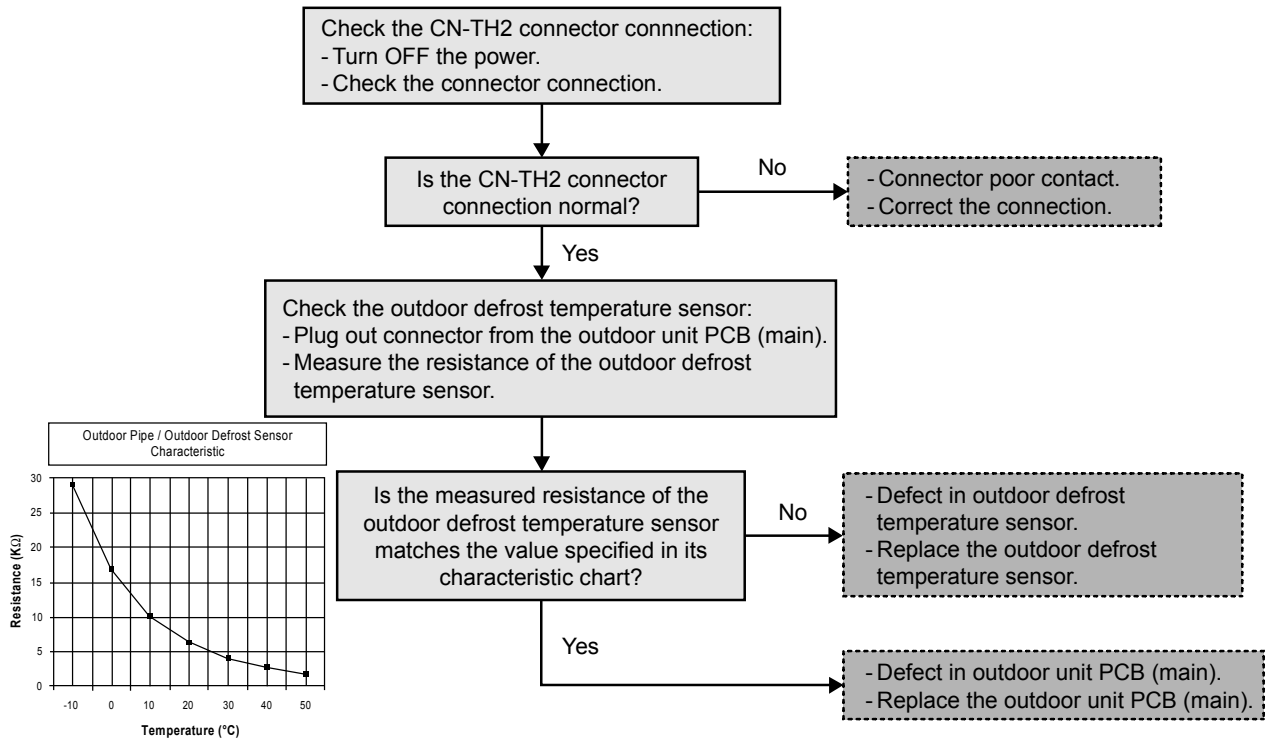 Check the CN-TH2 connector connnection:
- Turn OFF the power.
- Check the connector connection.
Is the CN-TH2 connector
connection normal?
No
- Connector poor contact.
- Correct the connection.
Yes
Check the outdoor defrost temperature sensor:
- Plug out connector from the outdoor unit PCB (main).
- Measure the resistance of the outdoor defrost
temperature sensor.
Outdoor Pipe / Outdoor Defrost Sensor
Characteristic
Resistance (KΩ)
30
25
20
15
10
5
0
-10 0 10 20 30 40 50
Temperature (°C)
Is the measured resistance of the
outdoor defrost temperature sensor
matches the value specified in its
characteristic chart?
No
- Defect in outdoor defrost
temperature sensor.
- Replace the outdoor defrost
temperature sensor.
Yes
- Defect in outdoor unit PCB (main).
- Replace the outdoor unit PCB (main).